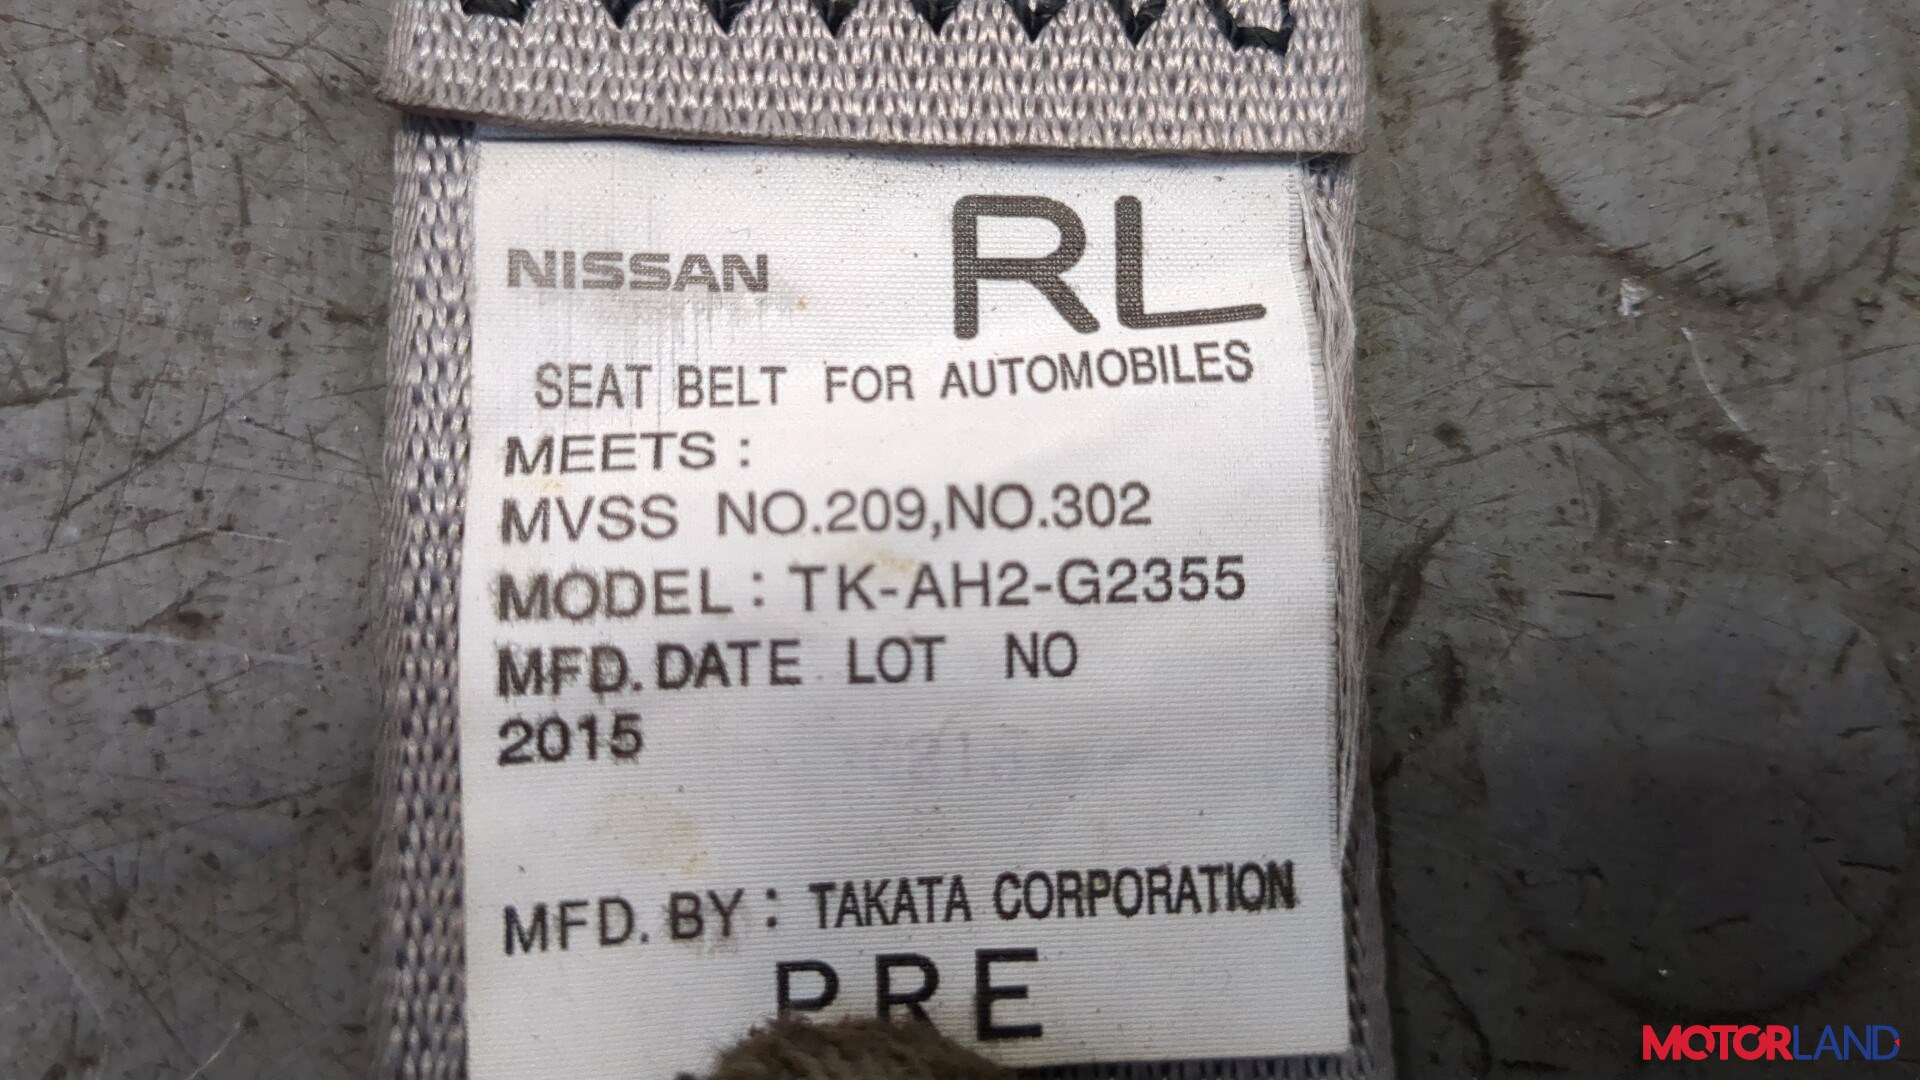 NISSAN RL
SEAT BELT FOR AUTOMOBILES
MEETS :
MVSS NO.209,NO.302
MODEL : TK-AH2-G2355
MFD. DATE LOT NO
2015
MFD. BY : TAKATA CORPORATION
PRE
MOTORLAND